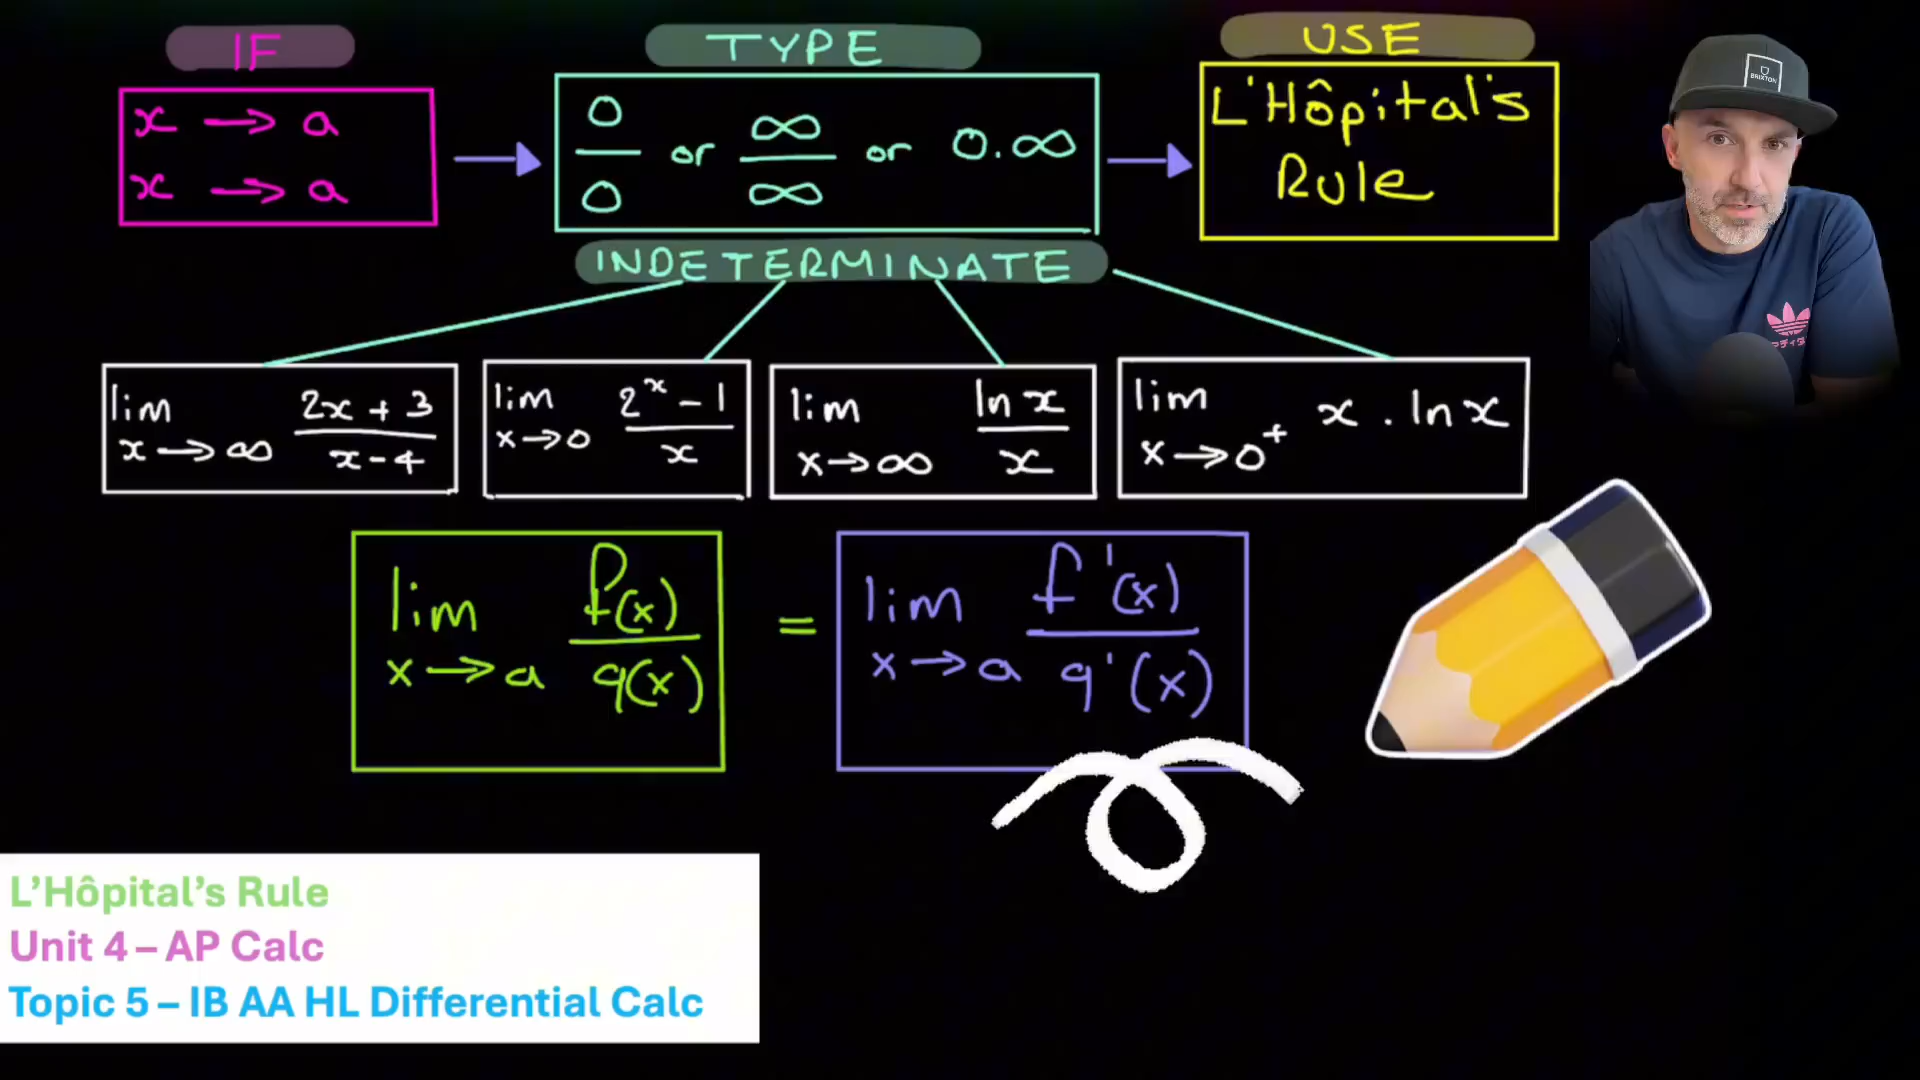 IF
x → a
x → a
TYPE
0/0 or ∞/∞ or 0.∞
INDETERMINATE
USE
L'Hôpital's
Rule
BRIXTON
lim x→∞ 2x + 3 / x - 4
lim x→0 2^x - 1 / x
lim x→∞ ln x / x
lim x→0⁺ x . ln x
lim x→a f(x) / g(x) = lim x→a f'(x) / g'(x)
L'Hôpital's Rule
Unit 4 – AP Calc
Topic 5 – IB AA HL Differential Calc